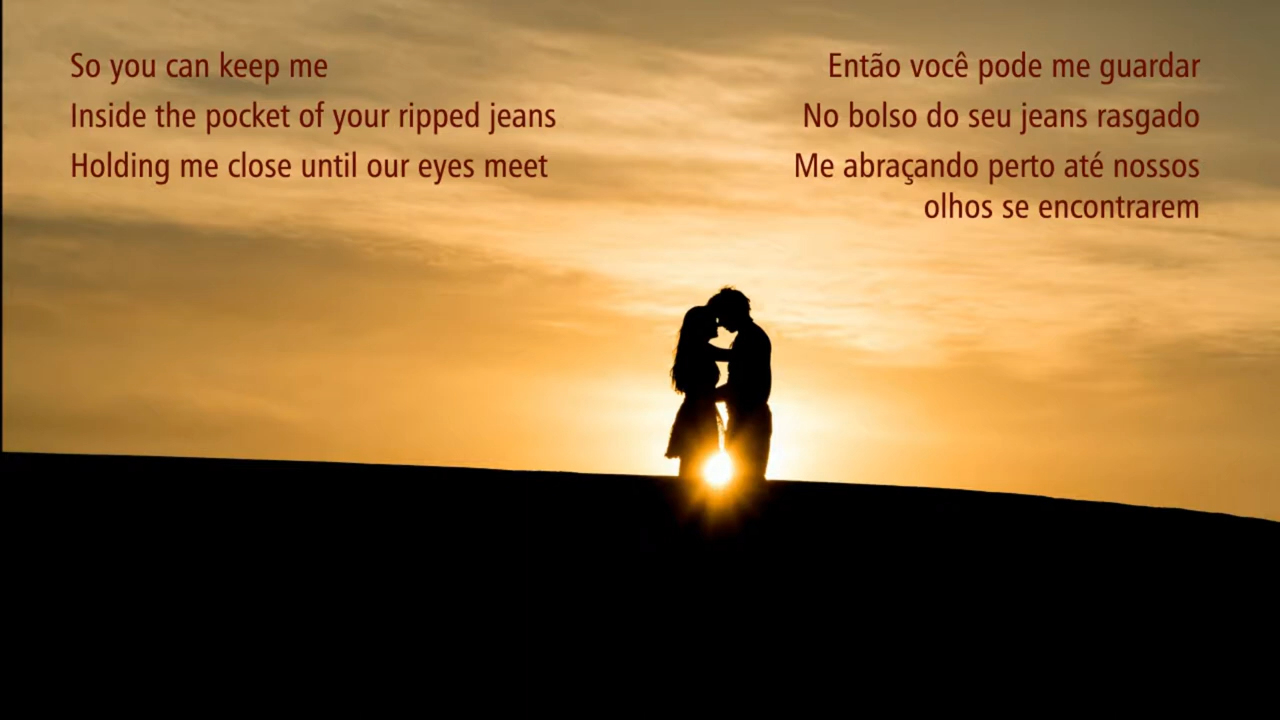 So you can keep me
Inside the pocket of your ripped jeans
Holding me close until our eyes meet
Então você pode me guardar
No bolso do seu jeans rasgado
Me abraçando perto até nossos
olhos se encontrarem